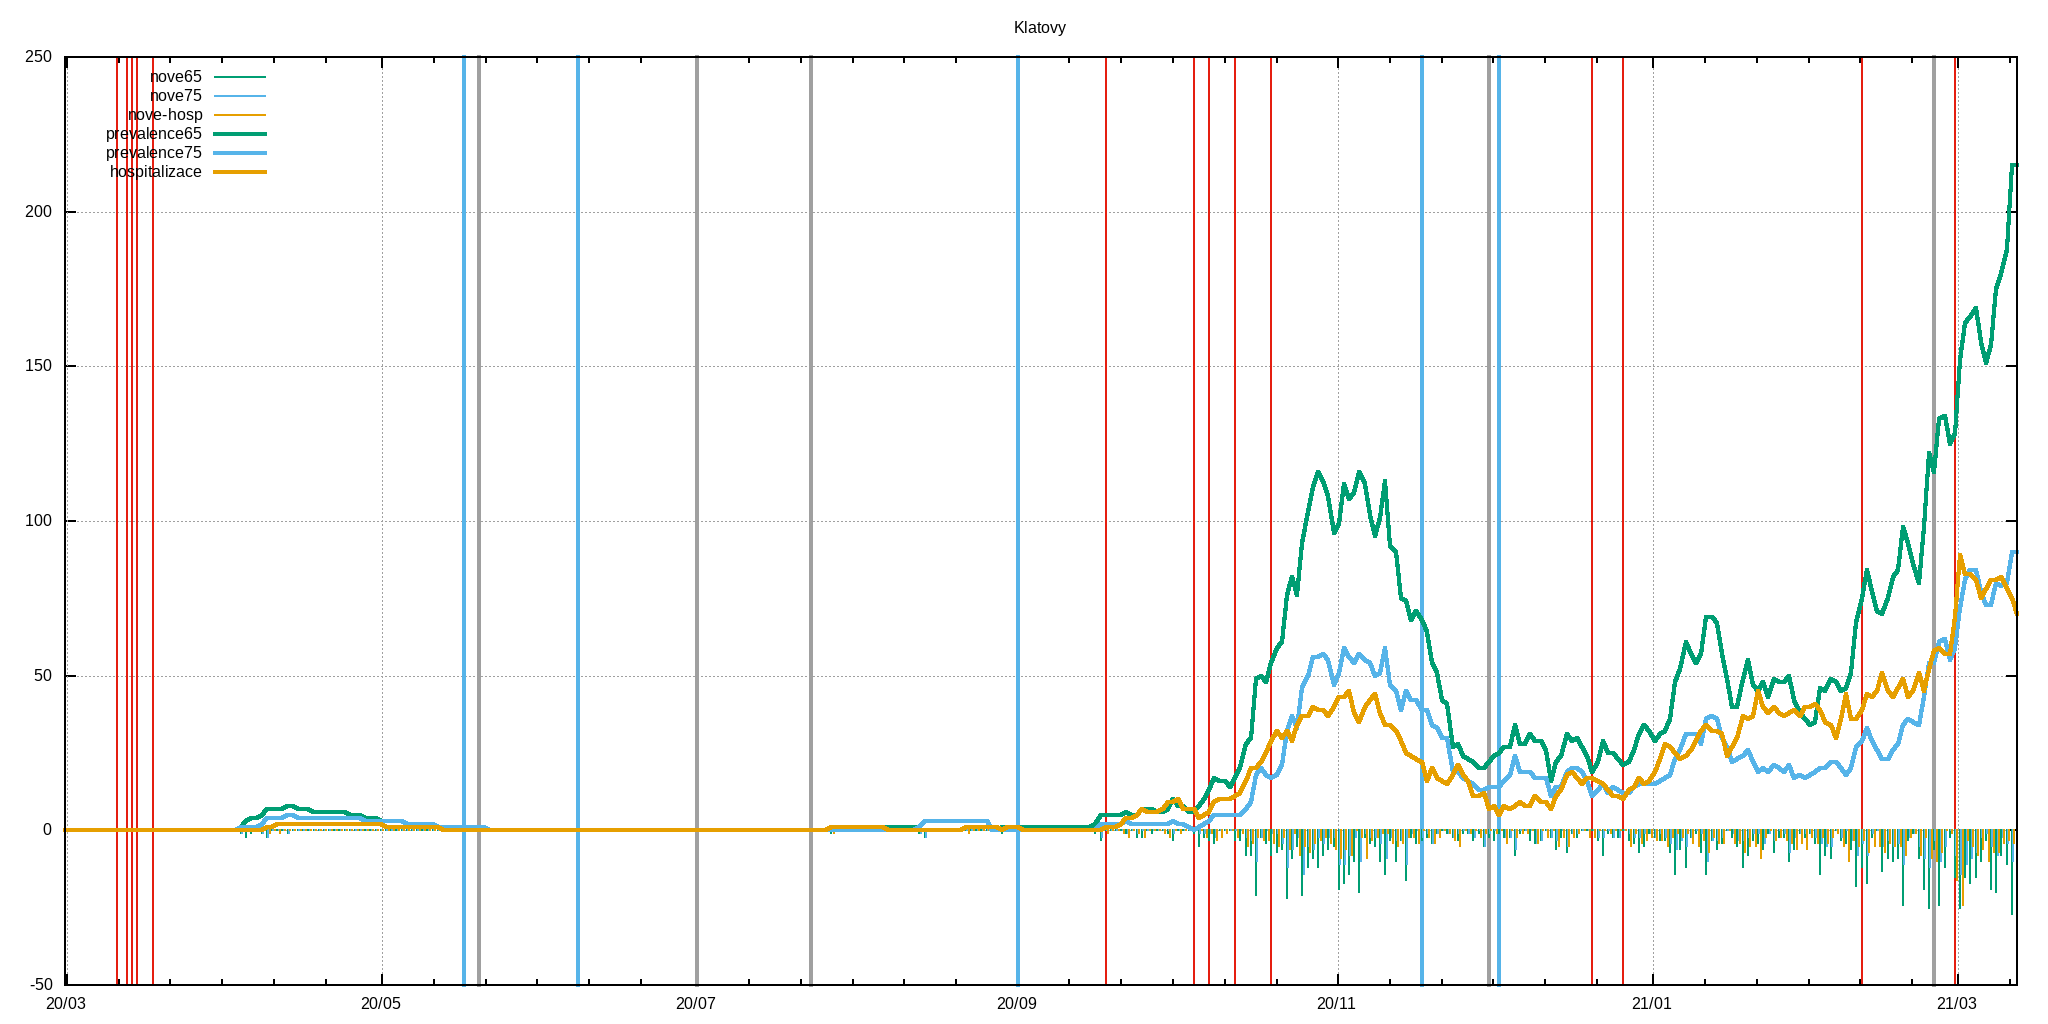 Klatovy
250
200
150
100
50
0
-50
nove65
nove75
nove-hosp
prevalence65
prevalence75
hospitalizace
20/03 20/05 20/07 20/09 20/11 21/01 21/03